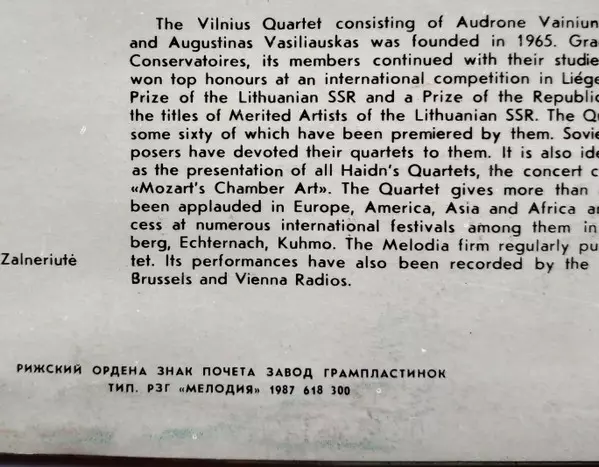 The Vilnius Quartet consisting of Audrone Vainiun
and Augustinas Vasiliauskas was founded in 1965. Gra
Conservatoires, its members continued with their studie
won top honours at an international competition in Liége
Prize of the Lithuanian SSR and a Prize of the Republic
the titles of Merited Artists of the Lithuanian SSR. The Qu
some sixty of which have been premiered by them. Sovie
posers have devoted their quartets to them. It is also ide
as the presentation of all Haidn's Quartets, the concert c
«Mozart's Chamber Art». The Quartet gives more than
been applauded in Europe, America, Asia and Africa an
cess at numerous international festivals among them in
berg, Echternach, Kuhmo. The Melodia firm regularly pu
Zalneriutė
tet. Its performances have also been recorded by the
Brussels and Vienna Radios.
РИЖСКИЙ ОРДЕНА ЗНАК ПОЧЕТА ЗАВОД ГРАМПЛАСТИНОК
ТИП. РЗГ «МЕЛОДИЯ» 1987 618 300